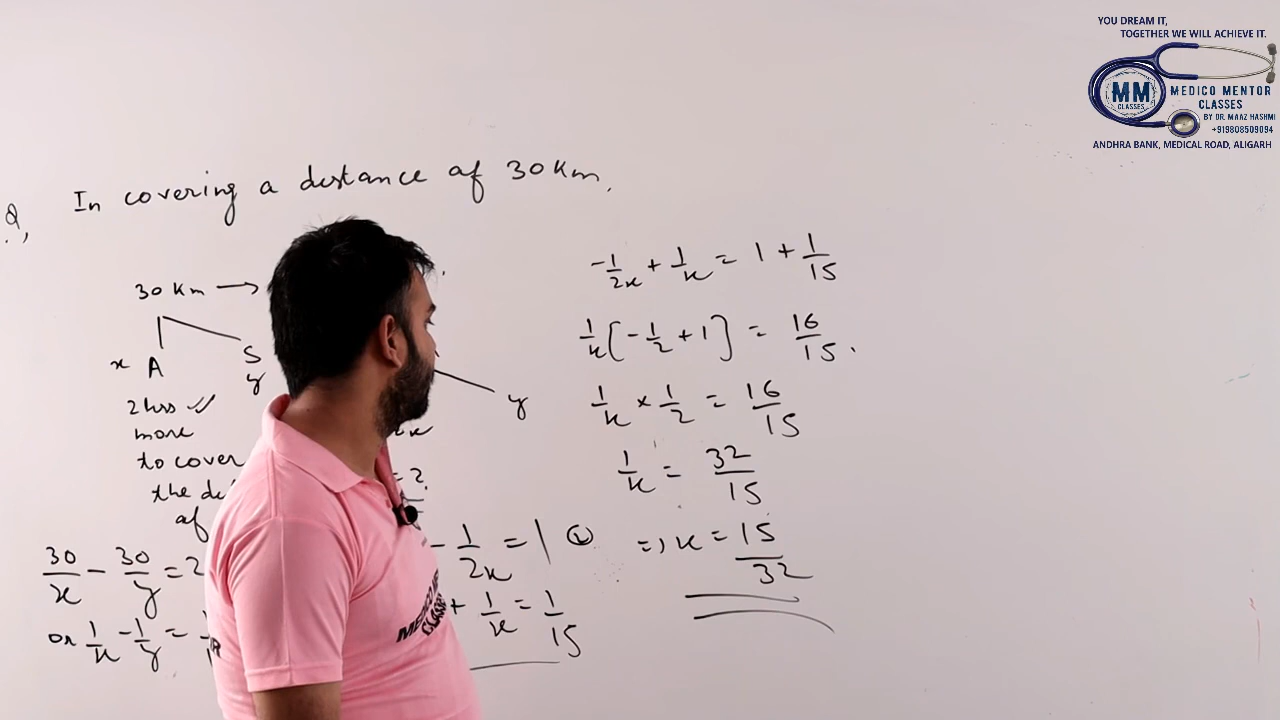 YOU DREAM IT,
TOGETHER WE WILL ACHIEVE IT.
MM
CLASSES
MEDICO MENTOR
CLASSES
BY DR. MAAZ HASHMI
+919808509094
ANDHRA BANK, MEDICAL ROAD, ALIGARH
Q, In covering a distance of 30 Km.
30 Km →
x A
S
y
2 hrs ✓
more
to cover
the
of
30/x - 30/y = 2
or 1/x - 1/y =
y
= 2
- 1/2x = 1
+ 1/x = 1/15
-1/2x + 1/x = 1 + 1/15
1/x [-1/2 + 1] = 16/15.
1/x × 1/2 = 16/15
1/x = 32/15
=> x = 15/32
MEDICO
CLASSES